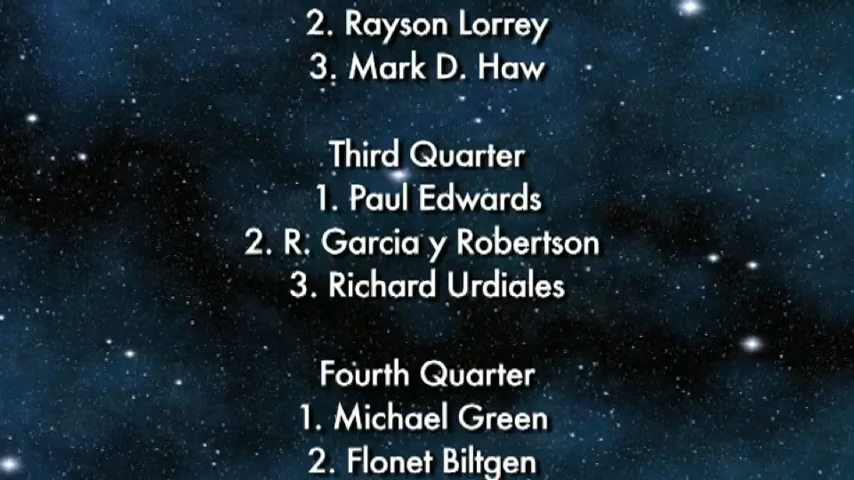 2. Rayson Lorrey
3. Mark D. Haw
Third Quarter
1. Paul Edwards
2. R. Garcia y Robertson
3. Richard Urdiales
Fourth Quarter
1. Michael Green
2. Flonet Biltgen